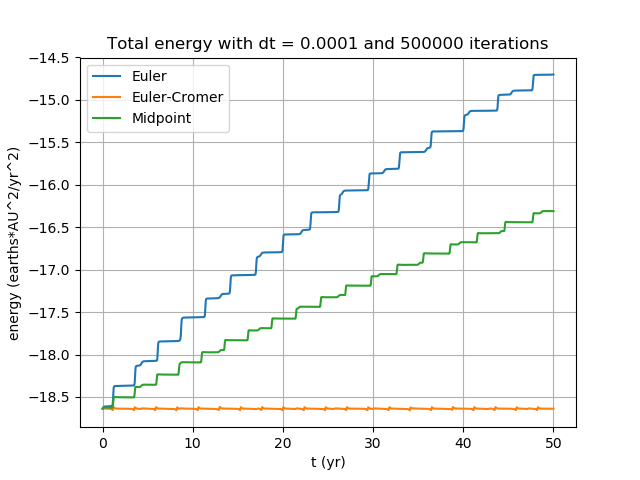 Total energy with dt = 0.0001 and 500000 iterations
−14.5
−15.0
−15.5
−16.0
−16.5
−17.0
−17.5
−18.0
−18.5
energy (earths*AU^2/yr^2)
Euler
Euler-Cromer
Midpoint
0 10 20 30 40 50
t (yr)